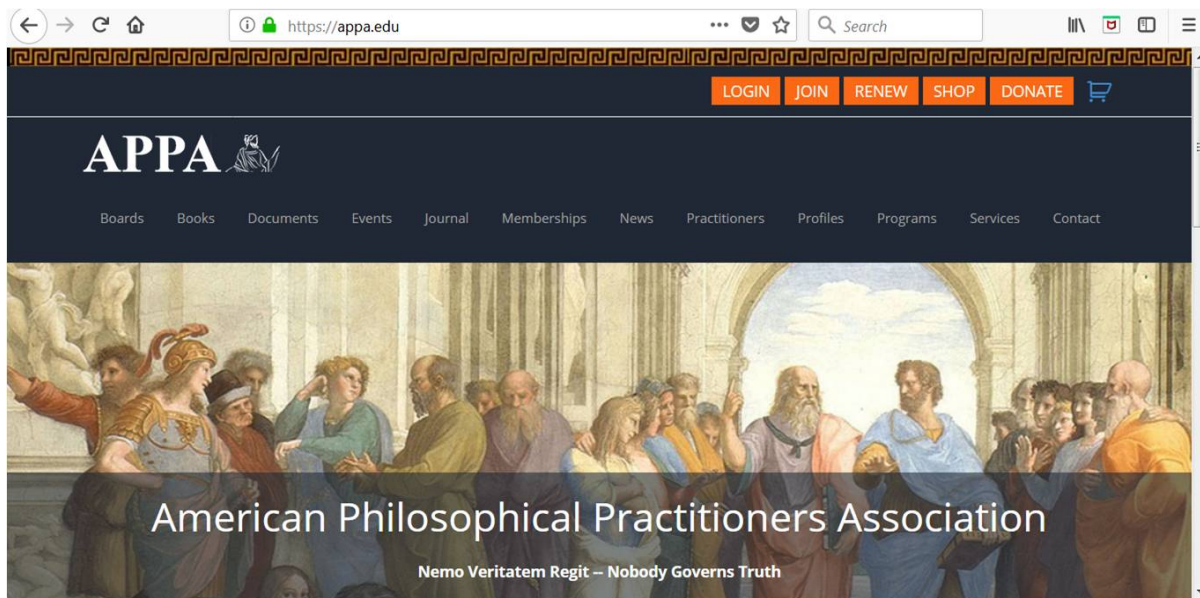 https://appa.edu
Search
LOGIN JOIN RENEW SHOP DONATE
APPA
Boards Books Documents Events Journal Memberships News Practitioners Profiles Programs Services Contact
American Philosophical Practitioners Association
Nemo Veritatem Regit -- Nobody Governs Truth